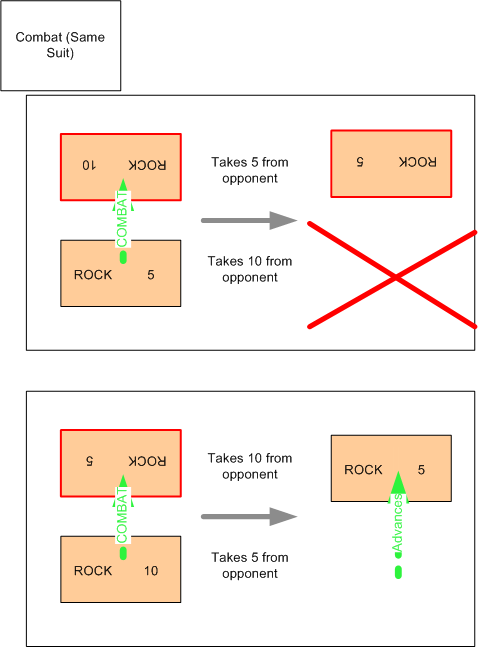 Combat (Same
Suit)
ROCK 10
Takes 5 from
opponent
ROCK 5
COMBAT
Takes 10 from
opponent
ROCK 5
ROCK 5
Takes 10 from
opponent
ROCK 5
COMBAT
Advances
Takes 5 from
opponent
ROCK 10